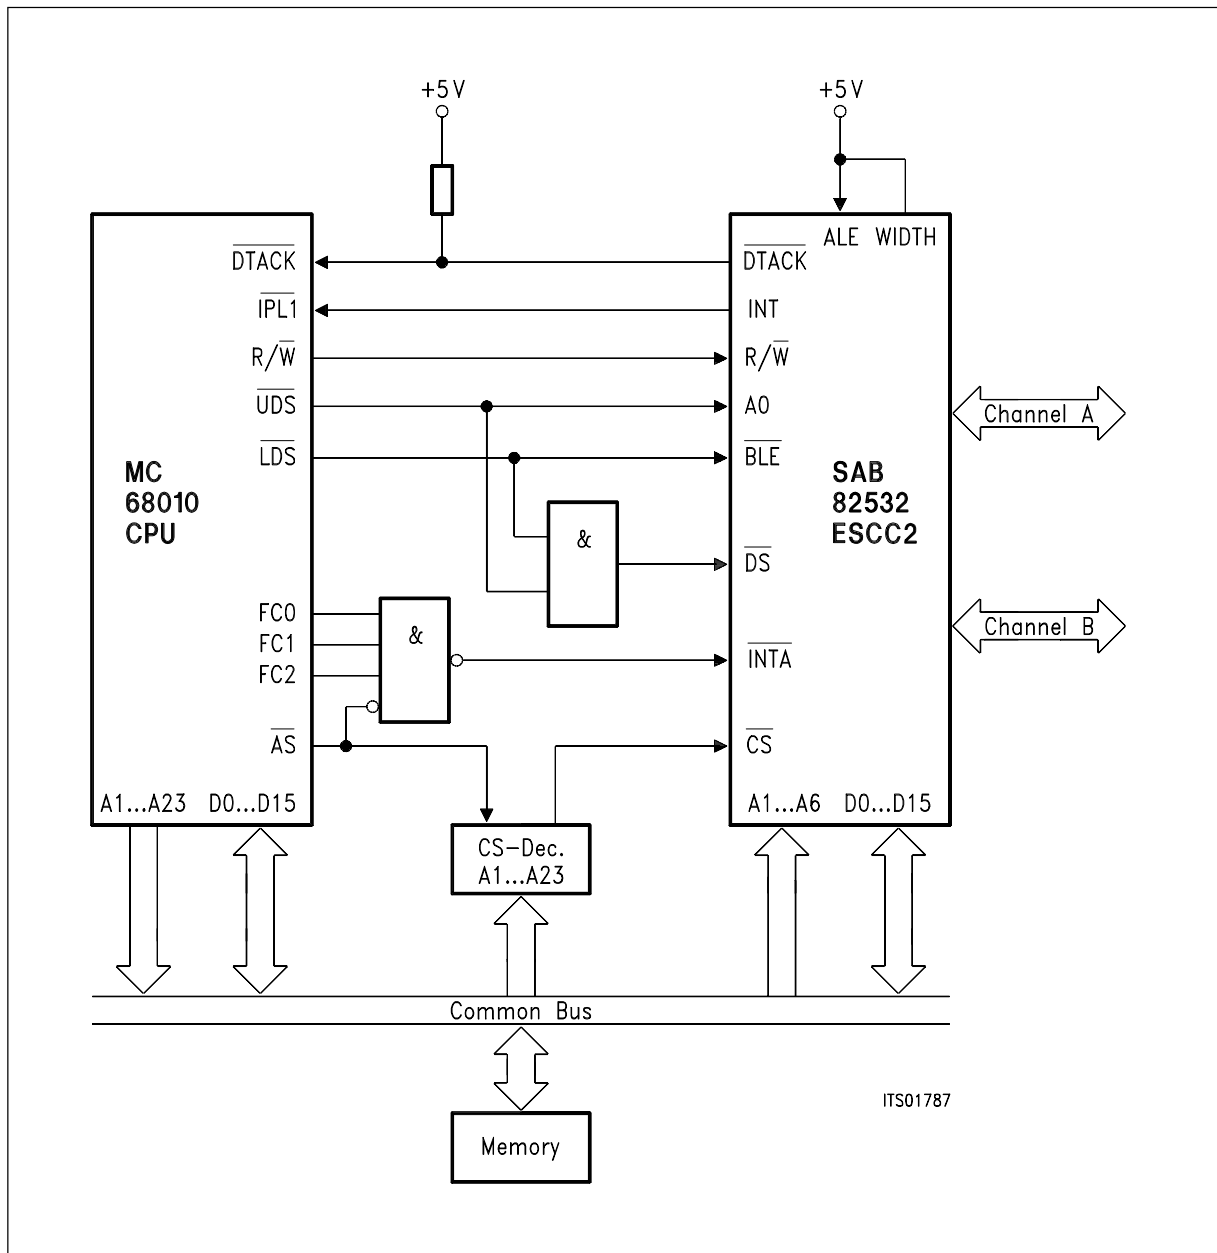 +5V
+5V
ALE WIDTH
DTACK
DTACK
IPL1
INT
R/W
R/W
UDS
A0
LDS
BLE
MC
68010
CPU
SAB
82532
ESCC2
Channel A
&
DS
FC0
FC1
FC2
&
INTA
Channel B
AS
CS
A1...A23 D0...D15
A1...A6 D0...D15
CS-Dec.
A1...A23
Common Bus
ITS01787
Memory